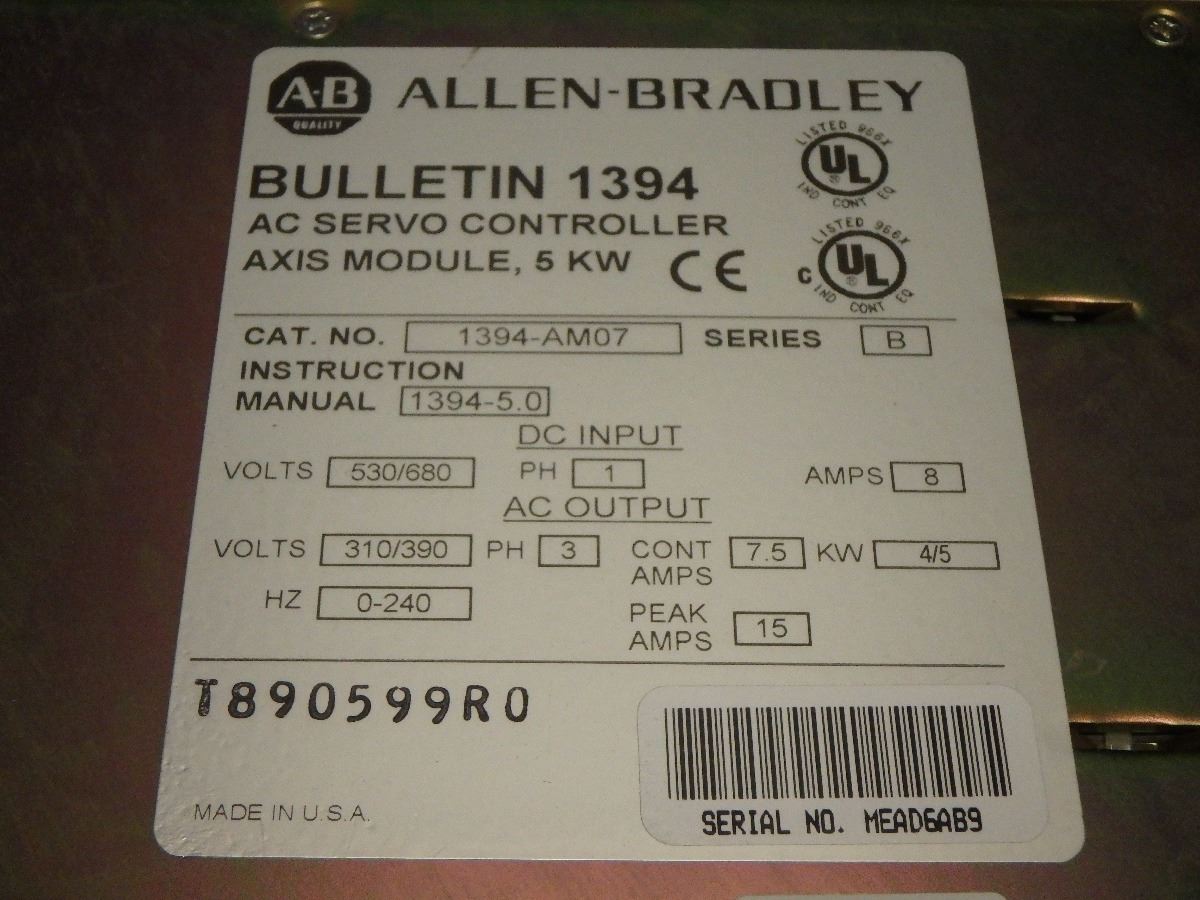 A-B ALLEN-BRADLEY
QUALITY
LISTED 966X
UL
®
IND CONT EQ
BULLETIN 1394
AC SERVO CONTROLLER
AXIS MODULE, 5 KW CE
LISTED 966X
C UL
®
IND CONT EQ
CAT. NO. 1394-AM07 SERIES B
INSTRUCTION
MANUAL 1394-5.0
DC INPUT
VOLTS 530/680 PH 1 AMPS 8
AC OUTPUT
VOLTS 310/390 PH 3 CONT AMPS 7.5 KW 4/5
HZ 0-240 PEAK AMPS 15
T890599R0
MADE IN U.S.A.
SERIAL NO. MEAD6AB9